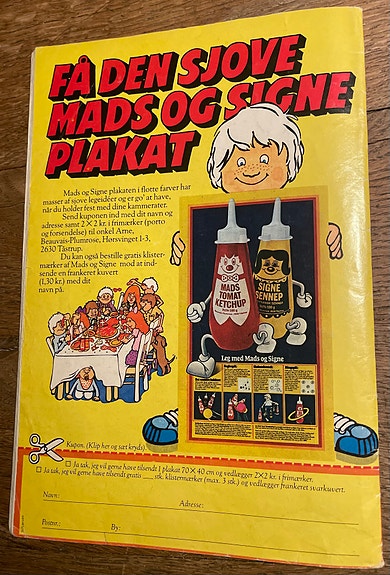 FÅ DEN SJOVE
MADS OG SIGNE
PLAKAT
Mads og Signe plakaten i flotte farver har
masser af sjove legeidéer og er go' at have,
når du holder fest med dine kammerater.
Send kuponen ind med dit navn og
adresse samt 2×2 kr. i frimærker (porto
og forsendelse) til onkel Arne,
Beauvais-Plumrose, Hørsvinget 1-3,
2630 Tåstrup.
Du kan også bestille gratis klister-
mærker af Mads og Signe mod at ind-
sende en frankeret kuvert
(1,30 kr.) med dit
navn på.
MADS
TOMAT
KETCHUP
SIGNE
SENNEP
Leg med Mads og Signe
Kupon. (Klip her og sæt kryds).
Ja tak, jeg vil gerne have tilsendt 1 plakat 70×40 cm og vedlægger 2×2 kr. i frimærker.
Ja tak, jeg vil gerne have tilsendt gratis ___ stk. klistermærker (max. 3 stk.) og vedlægger frankeret svarkuvert.
Navn:
Adresse:
Postnr.:
By: